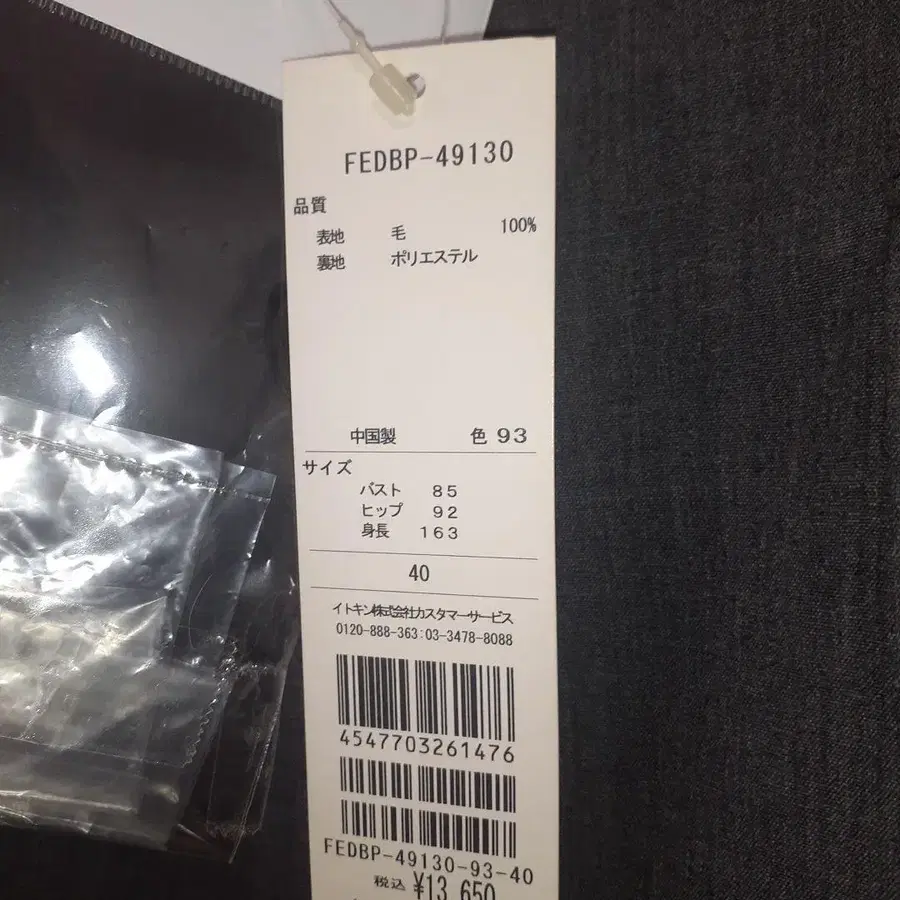 FEDBP-49130
品質
表地 毛 100%
裏地 ポリエステル
中国製 色 93
サイズ
バスト 85
ヒップ 92
身長 163
40
イトキン株式会社カスタマーサービス
0120-888-363:03-3478-8088
4547703261476
FEDBP-49130-93-40
税込 ¥13,650